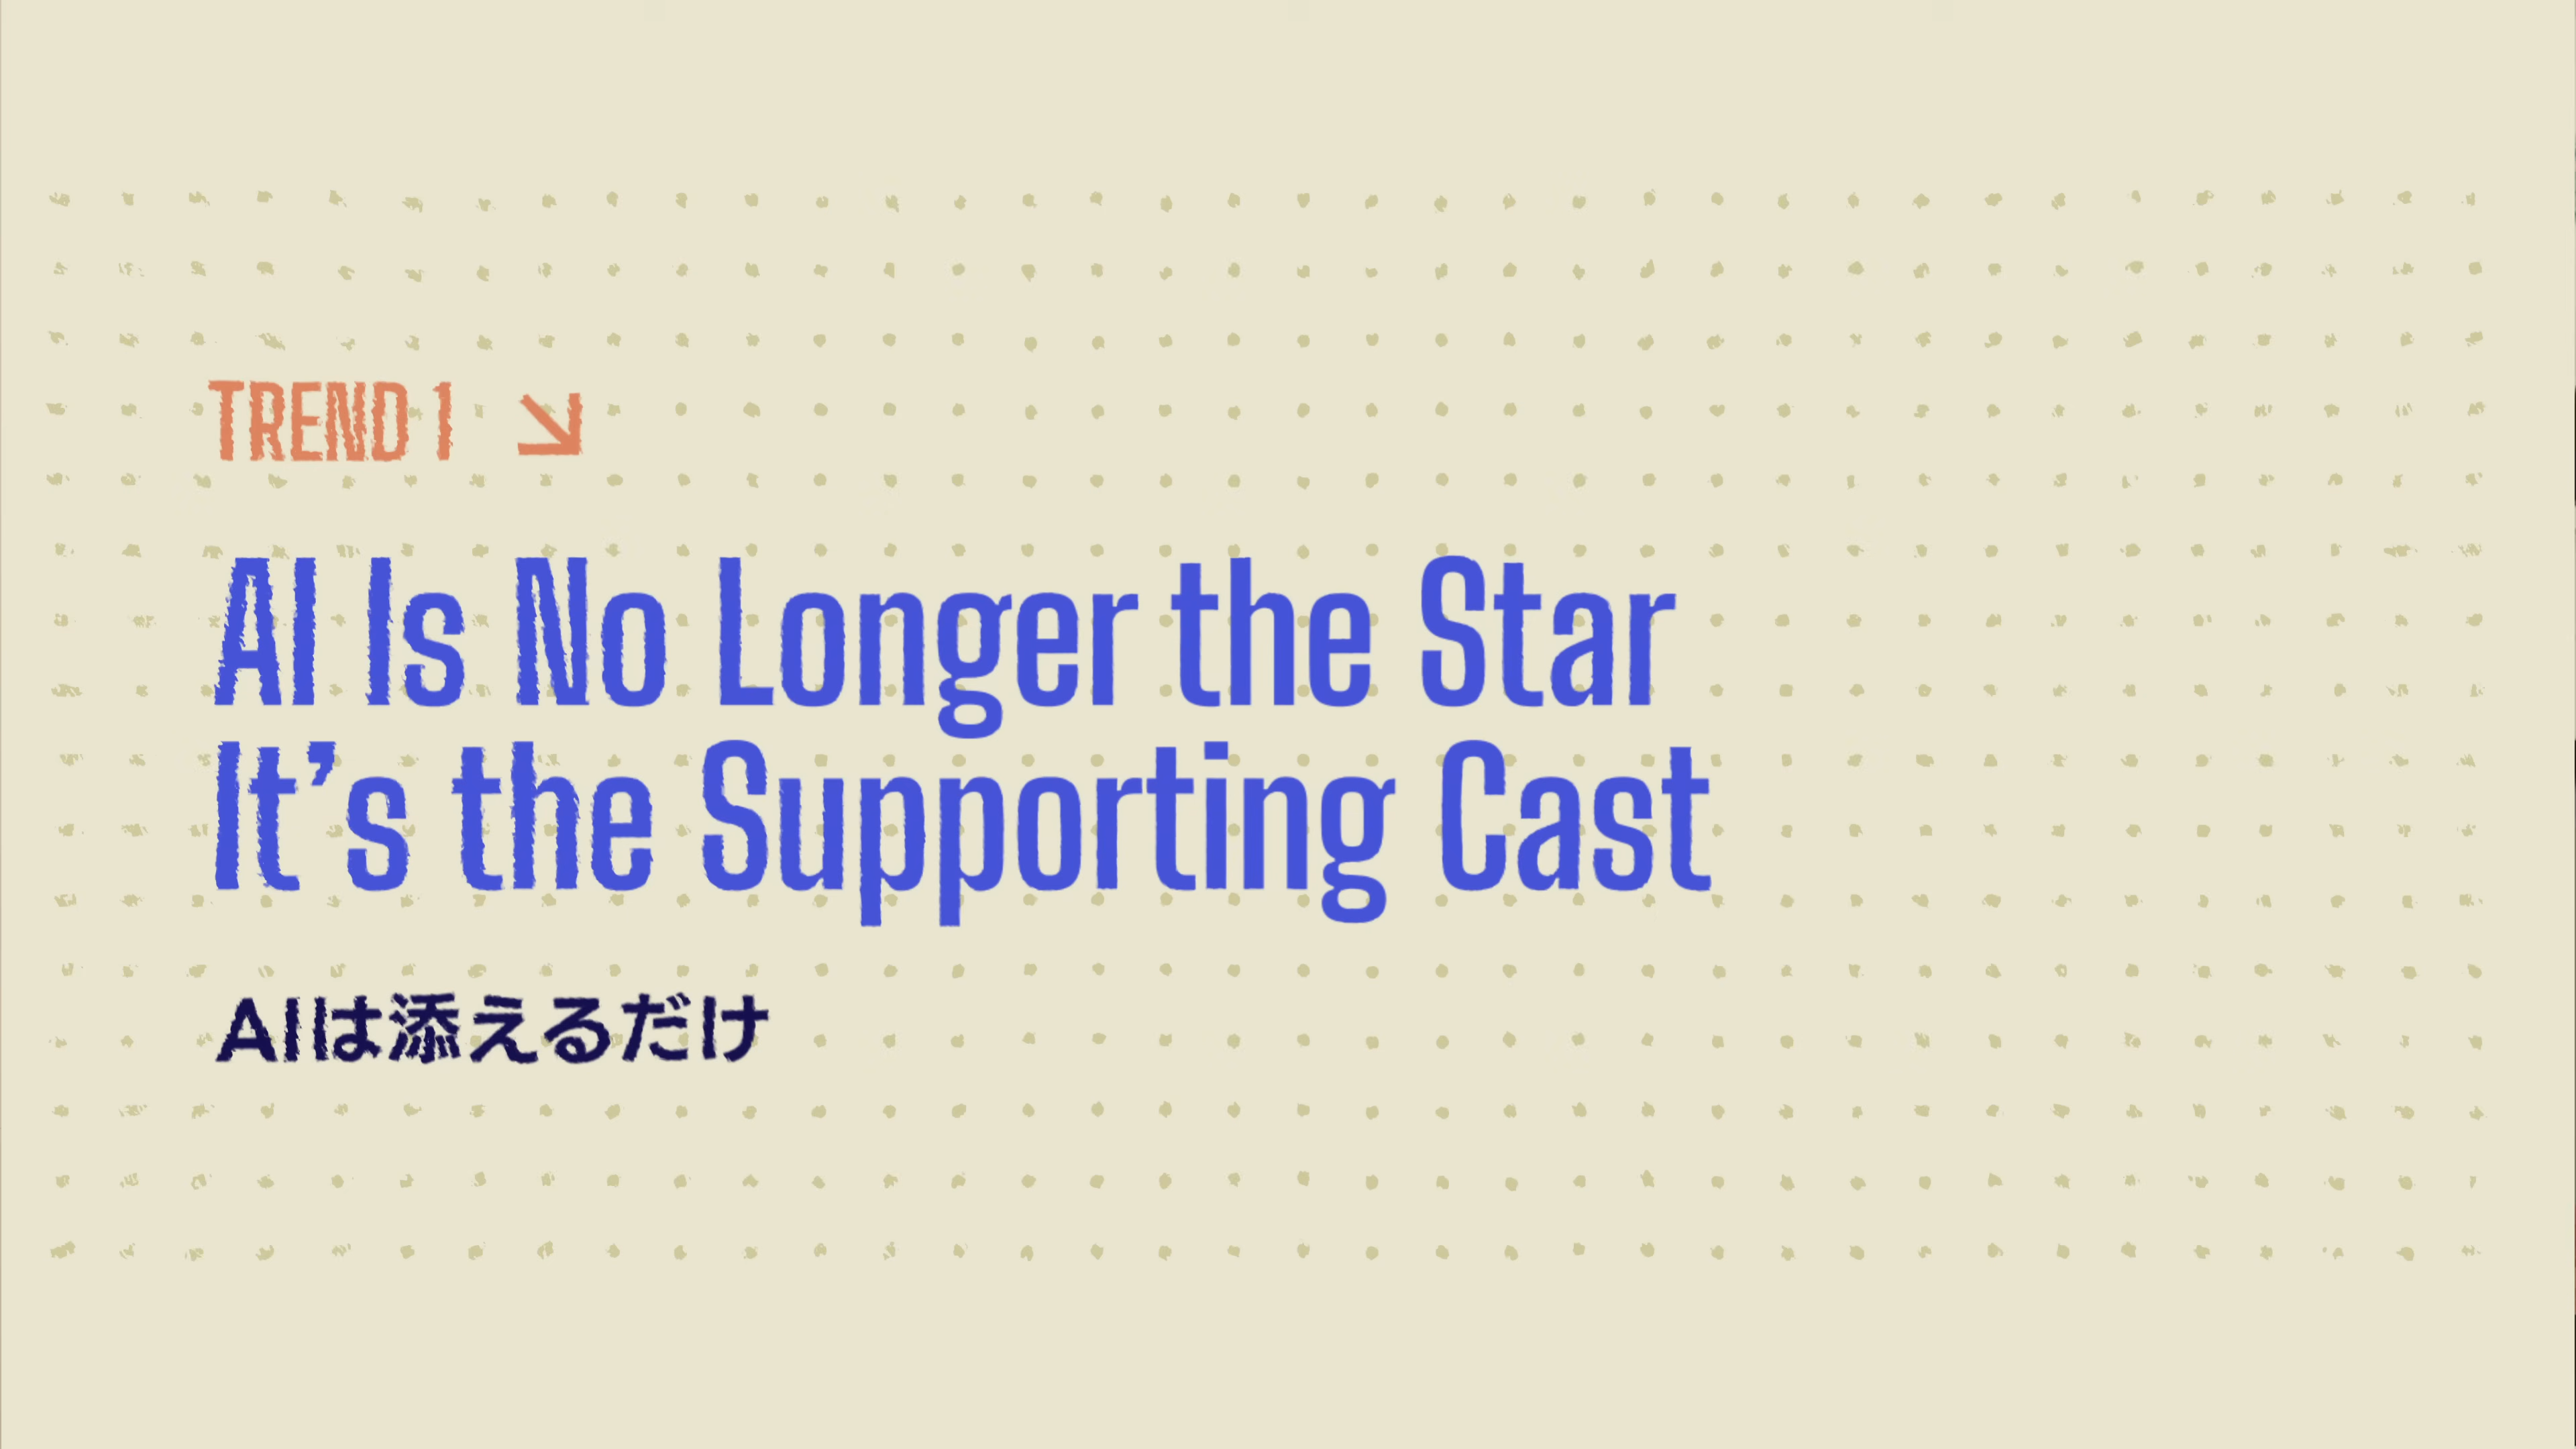 TREND 1 ↘
AI Is No Longer the Star
It’s the Supporting Cast
AIは添えるだけ